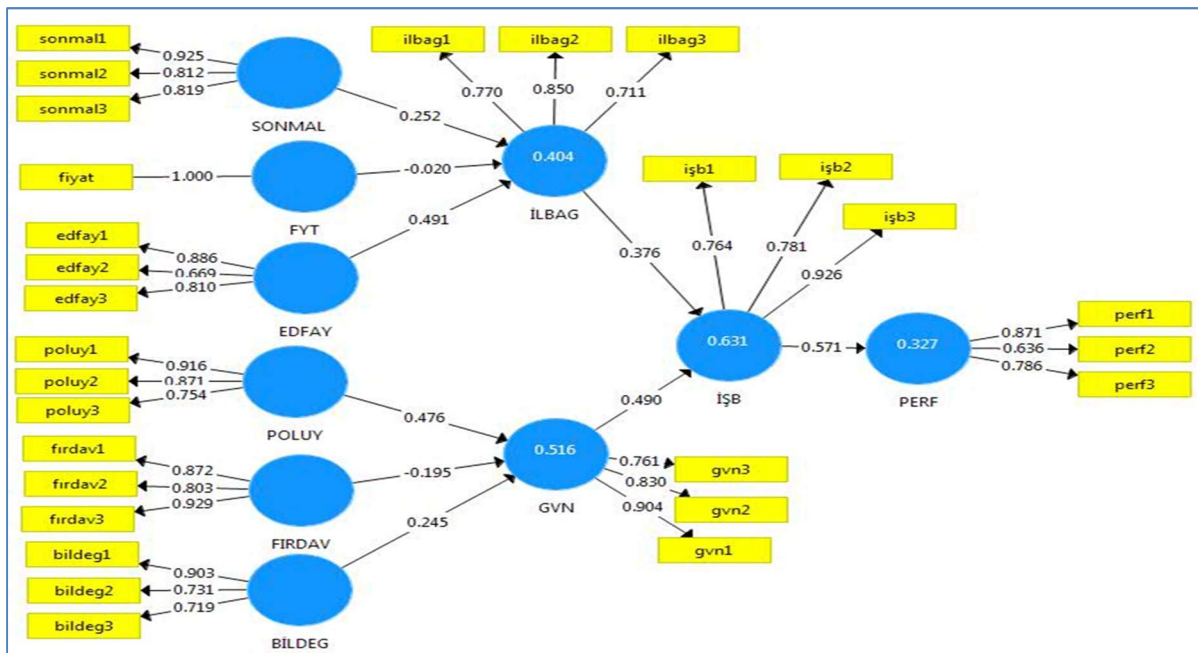 sonmal1
0.925
sonmal2
0.812
sonmal3
0.819
SONMAL
0.252
ilbag1
ilbag2
ilbag3
0.770
0.850
0.711
0.404
İLBAG
fiyat
1.000
FYT
-0.020
edfay1
0.886
edfay2
0.669
edfay3
0.810
EDFAY
0.491
0.376
işb1
işb2
işb3
0.764
0.781
0.926
0.631
İŞB
0.571
0.327
PERF
0.871
perf1
0.636
perf2
0.786
perf3
poluy1
0.916
poluy2
0.871
poluy3
0.754
POLUY
0.476
fırdav1
0.872
fırdav2
0.803
fırdav3
0.929
FIRDAV
-0.195
bildeg1
0.903
bildeg2
0.731
bildeg3
0.719
BİLDEG
0.245
0.516
GVN
0.490
0.761
gvn3
0.830
gvn2
0.904
gvn1